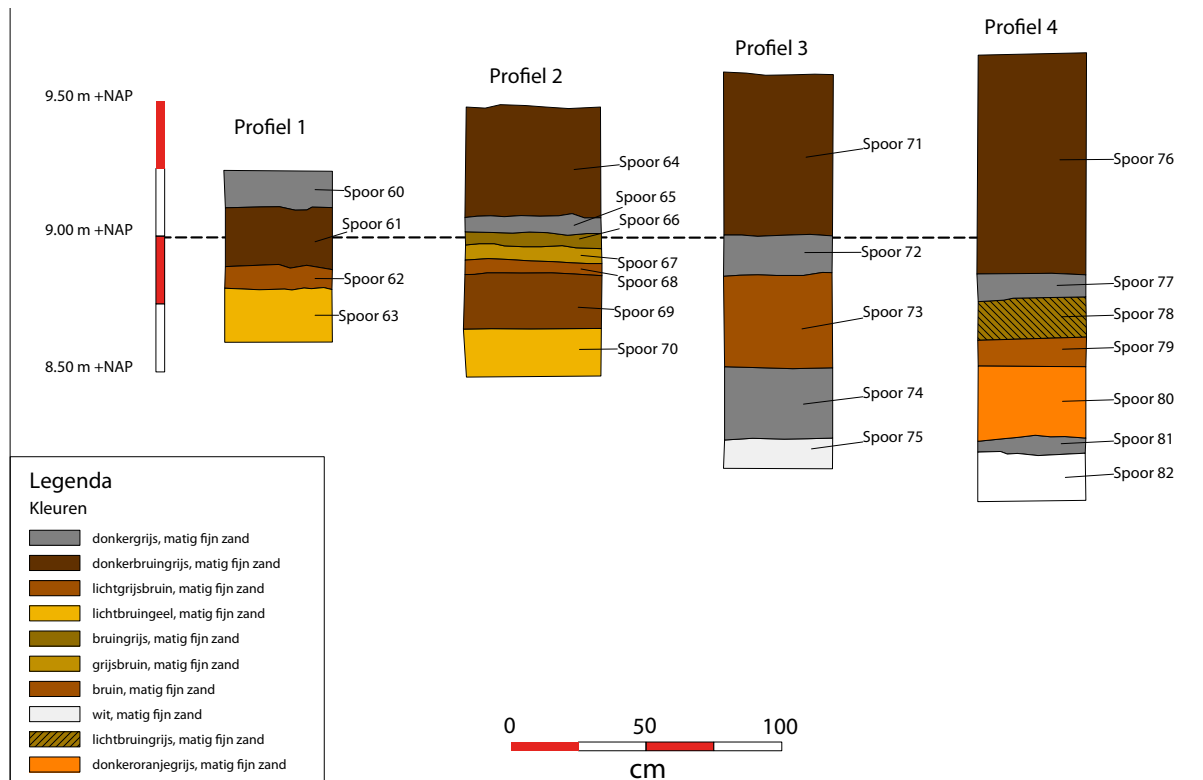 Profiel 1
Profiel 2
Profiel 3
Profiel 4
9.50 m +NAP
9.00 m +NAP
8.50 m +NAP
Spoor 60
Spoor 61
Spoor 62
Spoor 63
Spoor 64
Spoor 65
Spoor 66
Spoor 67
Spoor 68
Spoor 69
Spoor 70
Spoor 71
Spoor 72
Spoor 73
Spoor 74
Spoor 75
Spoor 76
Spoor 77
Spoor 78
Spoor 79
Spoor 80
Spoor 81
Spoor 82
Legenda
Kleuren
donkergrijs, matig fijn zand
donkerbruingrijs, matig fijn zand
lichtgrijsbruin, matig fijn zand
lichtbruingeel, matig fijn zand
bruingrijs, matig fijn zand
grijsbruin, matig fijn zand
bruin, matig fijn zand
wit, matig fijn zand
lichtbruingrijs, matig fijn zand
donkeroranjegrijs, matig fijn zand
0 50 100
cm